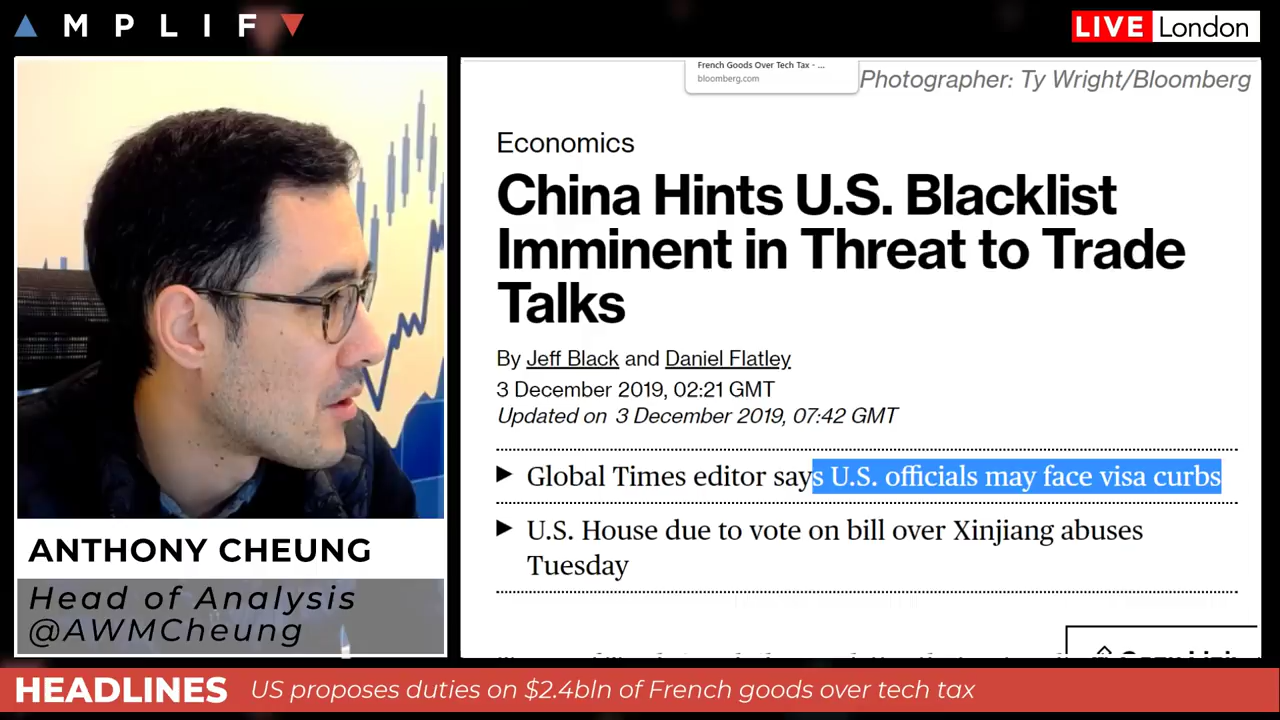 AMPLIFY
LIVE London
French Goods Over Tech Tax - ...
bloomberg.com
Photographer: Ty Wright/Bloomberg
Economics
China Hints U.S. Blacklist
Imminent in Threat to Trade
Talks
By Jeff Black and Daniel Flatley
3 December 2019, 02:21 GMT
Updated on 3 December 2019, 07:42 GMT
Global Times editor says U.S. officials may face visa curbs
U.S. House due to vote on bill over Xinjiang abuses
Tuesday
ANTHONY CHEUNG
Head of Analysis
@AWMCheung
HEADLINES US proposes duties on $2.4bln of French goods over tech tax